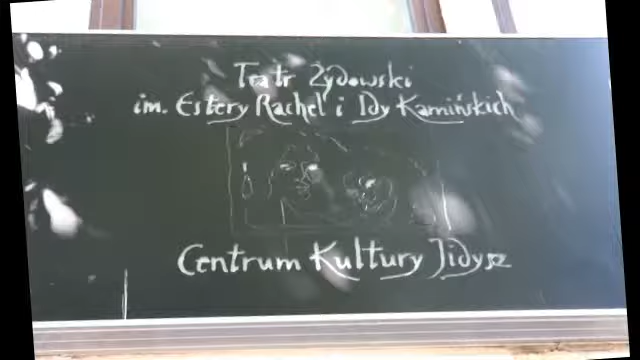 Teatr Żydowski
im. Estery Rachel i Idy Kamińskich
Centrum Kultury Jidysz